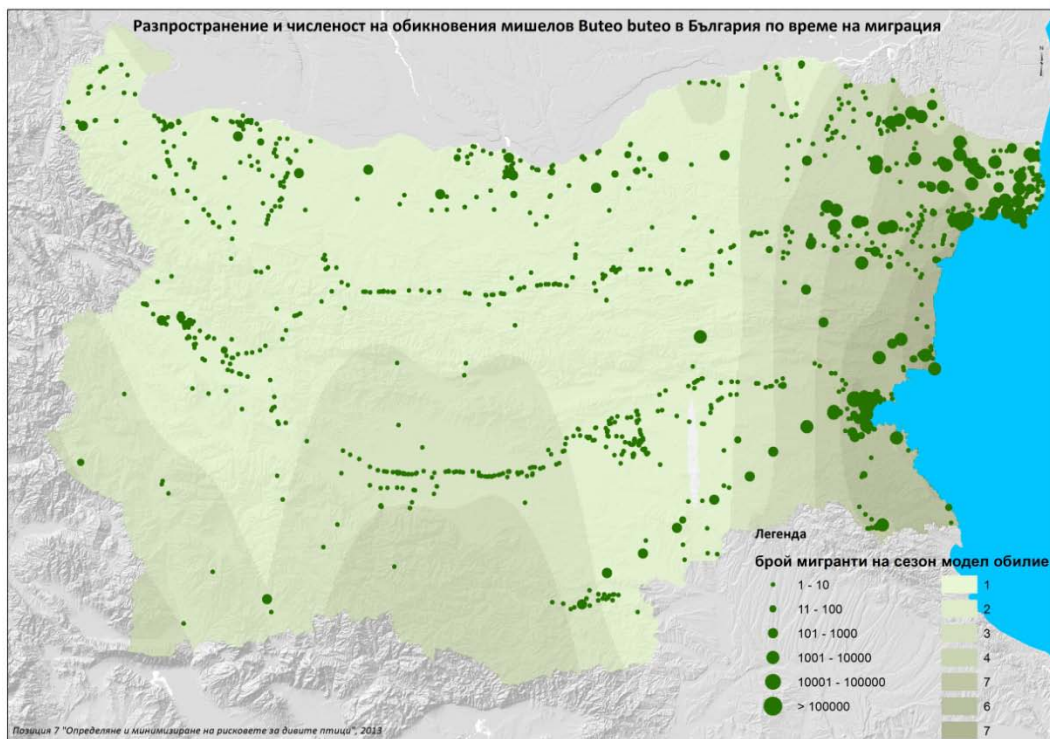 Разпространение и численост на обикновения мишелов Buteo buteo в България по време на миграция
Легенда
брой мигранти на сезон модел обилие
1 - 10
11 - 100
101 - 1000
1001 - 10000
10001 - 100000
> 100000
1
2
3
4
7
6
7
Позиция 7 "Определяне и минимизиране на рисковете за дивите птици", 2013